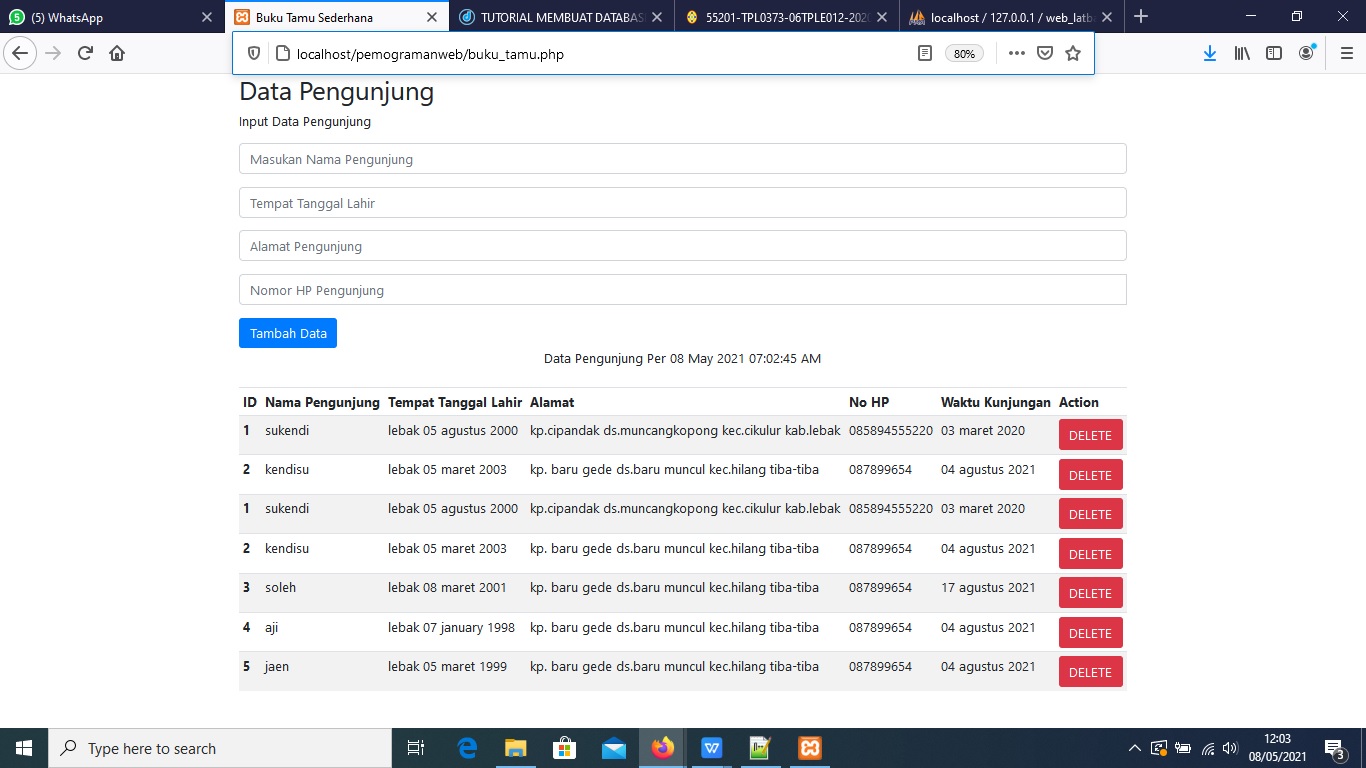 (5) WhatsApp
Buku Tamu Sederhana
TUTORIAL MEMBUAT DATABAS
55201-TPL0373-06TPLE012-202
localhost / 127.0.0.1 / web_latb
localhost/pemogramanweb/buku_tamu.php
80%
Data Pengunjung
Input Data Pengunjung
Masukan Nama Pengunjung
Tempat Tanggal Lahir
Alamat Pengunjung
Nomor HP Pengunjung
Tambah Data
Data Pengunjung Per 08 May 2021 07:02:45 AM
ID Nama Pengunjung Tempat Tanggal Lahir Alamat No HP Waktu Kunjungan Action
1 sukendi lebak 05 agustus 2000 kp.cipandak ds.muncangkopong kec.cikulur kab.lebak 085894555220 03 maret 2020 DELETE
2 kendisu lebak 05 maret 2003 kp. baru gede ds.baru muncul kec.hilang tiba-tiba 087899654 04 agustus 2021 DELETE
1 sukendi lebak 05 agustus 2000 kp.cipandak ds.muncangkopong kec.cikulur kab.lebak 085894555220 03 maret 2020 DELETE
2 kendisu lebak 05 maret 2003 kp. baru gede ds.baru muncul kec.hilang tiba-tiba 087899654 04 agustus 2021 DELETE
3 soleh lebak 08 maret 2001 kp. baru gede ds.baru muncul kec.hilang tiba-tiba 087899654 17 agustus 2021 DELETE
4 aji lebak 07 january 1998 kp. baru gede ds.baru muncul kec.hilang tiba-tiba 087899654 04 agustus 2021 DELETE
5 jaen lebak 05 maret 1999 kp. baru gede ds.baru muncul kec.hilang tiba-tiba 087899654 04 agustus 2021 DELETE
Type here to search
12:03
08/05/2021
3